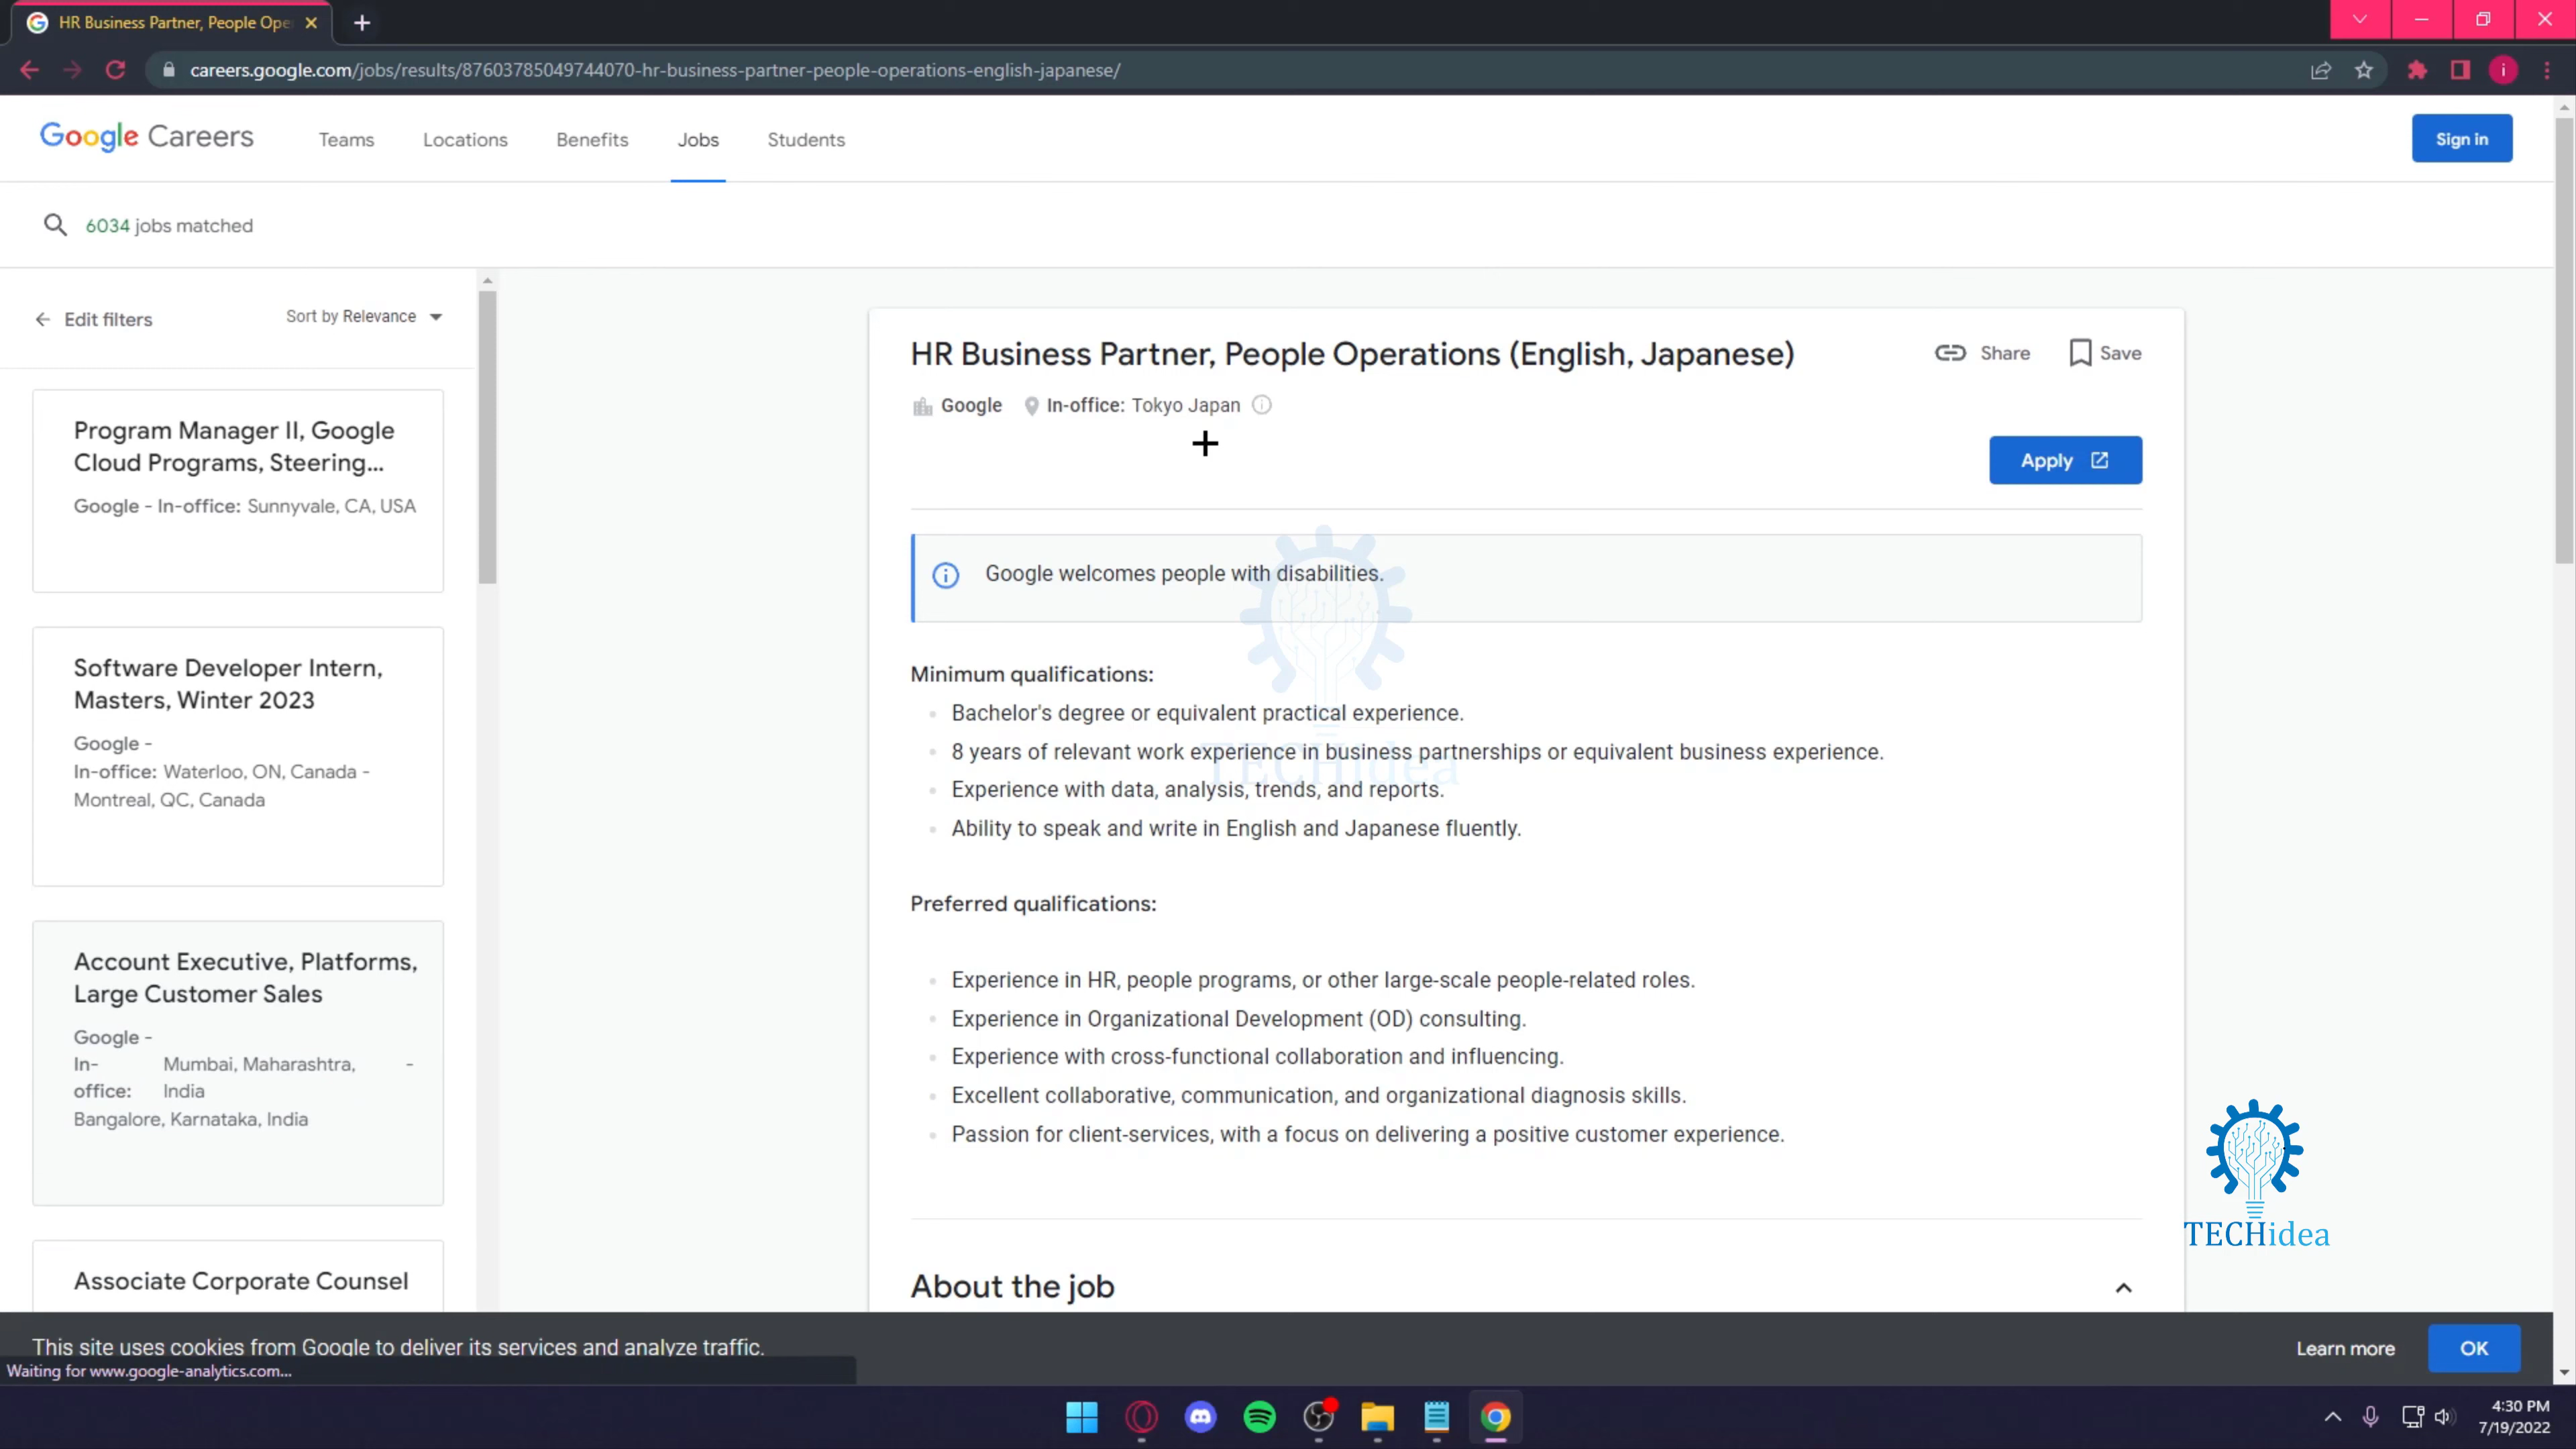 HR Business Partner, People Ope
careers.google.com/jobs/results/87603785049744070-hr-business-partner-people-operations-english-japanese/
i
Google Careers
Teams
Locations
Benefits
Jobs
Students
Sign in
6034 jobs matched
Edit filters
Sort by Relevance
Program Manager II, Google
Cloud Programs, Steering...
Google - In-office: Sunnyvale, CA, USA
Software Developer Intern,
Masters, Winter 2023
Google -
In-office: Waterloo, ON, Canada -
Montreal, QC, Canada
Account Executive, Platforms,
Large Customer Sales
Google -
In- Mumbai, Maharashtra, -
office: India
Bangalore, Karnataka, India
Associate Corporate Counsel
HR Business Partner, People Operations (English, Japanese)
Share
Save
Google In-office: Tokyo Japan
Apply
Google welcomes people with disabilities.
Minimum qualifications:
Bachelor's degree or equivalent practical experience.
8 years of relevant work experience in business partnerships or equivalent business experience.
TECHidea
Experience with data, analysis, trends, and reports.
Ability to speak and write in English and Japanese fluently.
Preferred qualifications:
Experience in HR, people programs, or other large-scale people-related roles.
Experience in Organizational Development (OD) consulting.
Experience with cross-functional collaboration and influencing.
Excellent collaborative, communication, and organizational diagnosis skills.
Passion for client-services, with a focus on delivering a positive customer experience.
TECHidea
About the job
This site uses cookies from Google to deliver its services and analyze traffic.
Learn more
OK
Waiting for www.google-analytics.com...
4:30 PM
7/19/2022